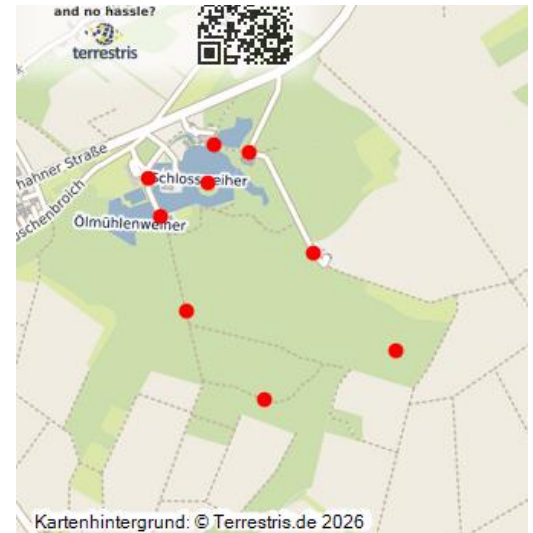 and no hassle?
terrestris
hahner Straße
uschenbroich
Schlossweiher
Ölmühlenweiher
Kartenhintergrund: © Terrestris.de 2026